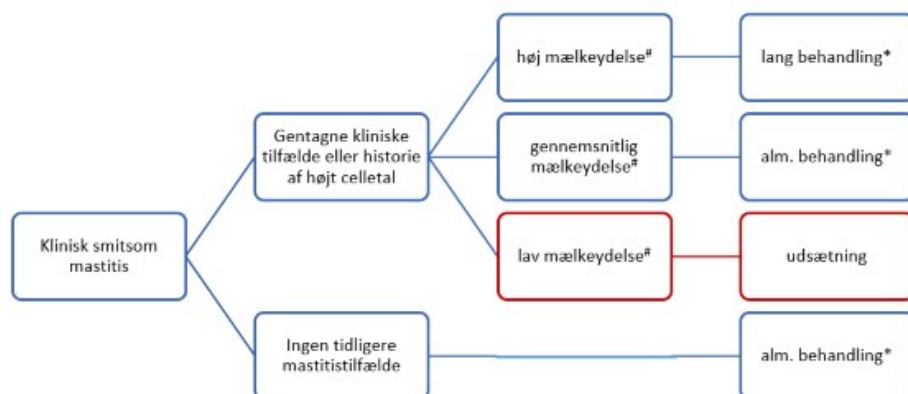 høj mælkeydelse#
lang behandling*
Gentagne kliniske
tilfælde eller historie
af højt celletal
gennemsnitlig
mælkeydelse#
alm. behandling*
Klinisk smitsom
mastitis
lav mælkeydelse#
udsætning
Ingen tidligere
mastitistilfælde
alm. behandling*